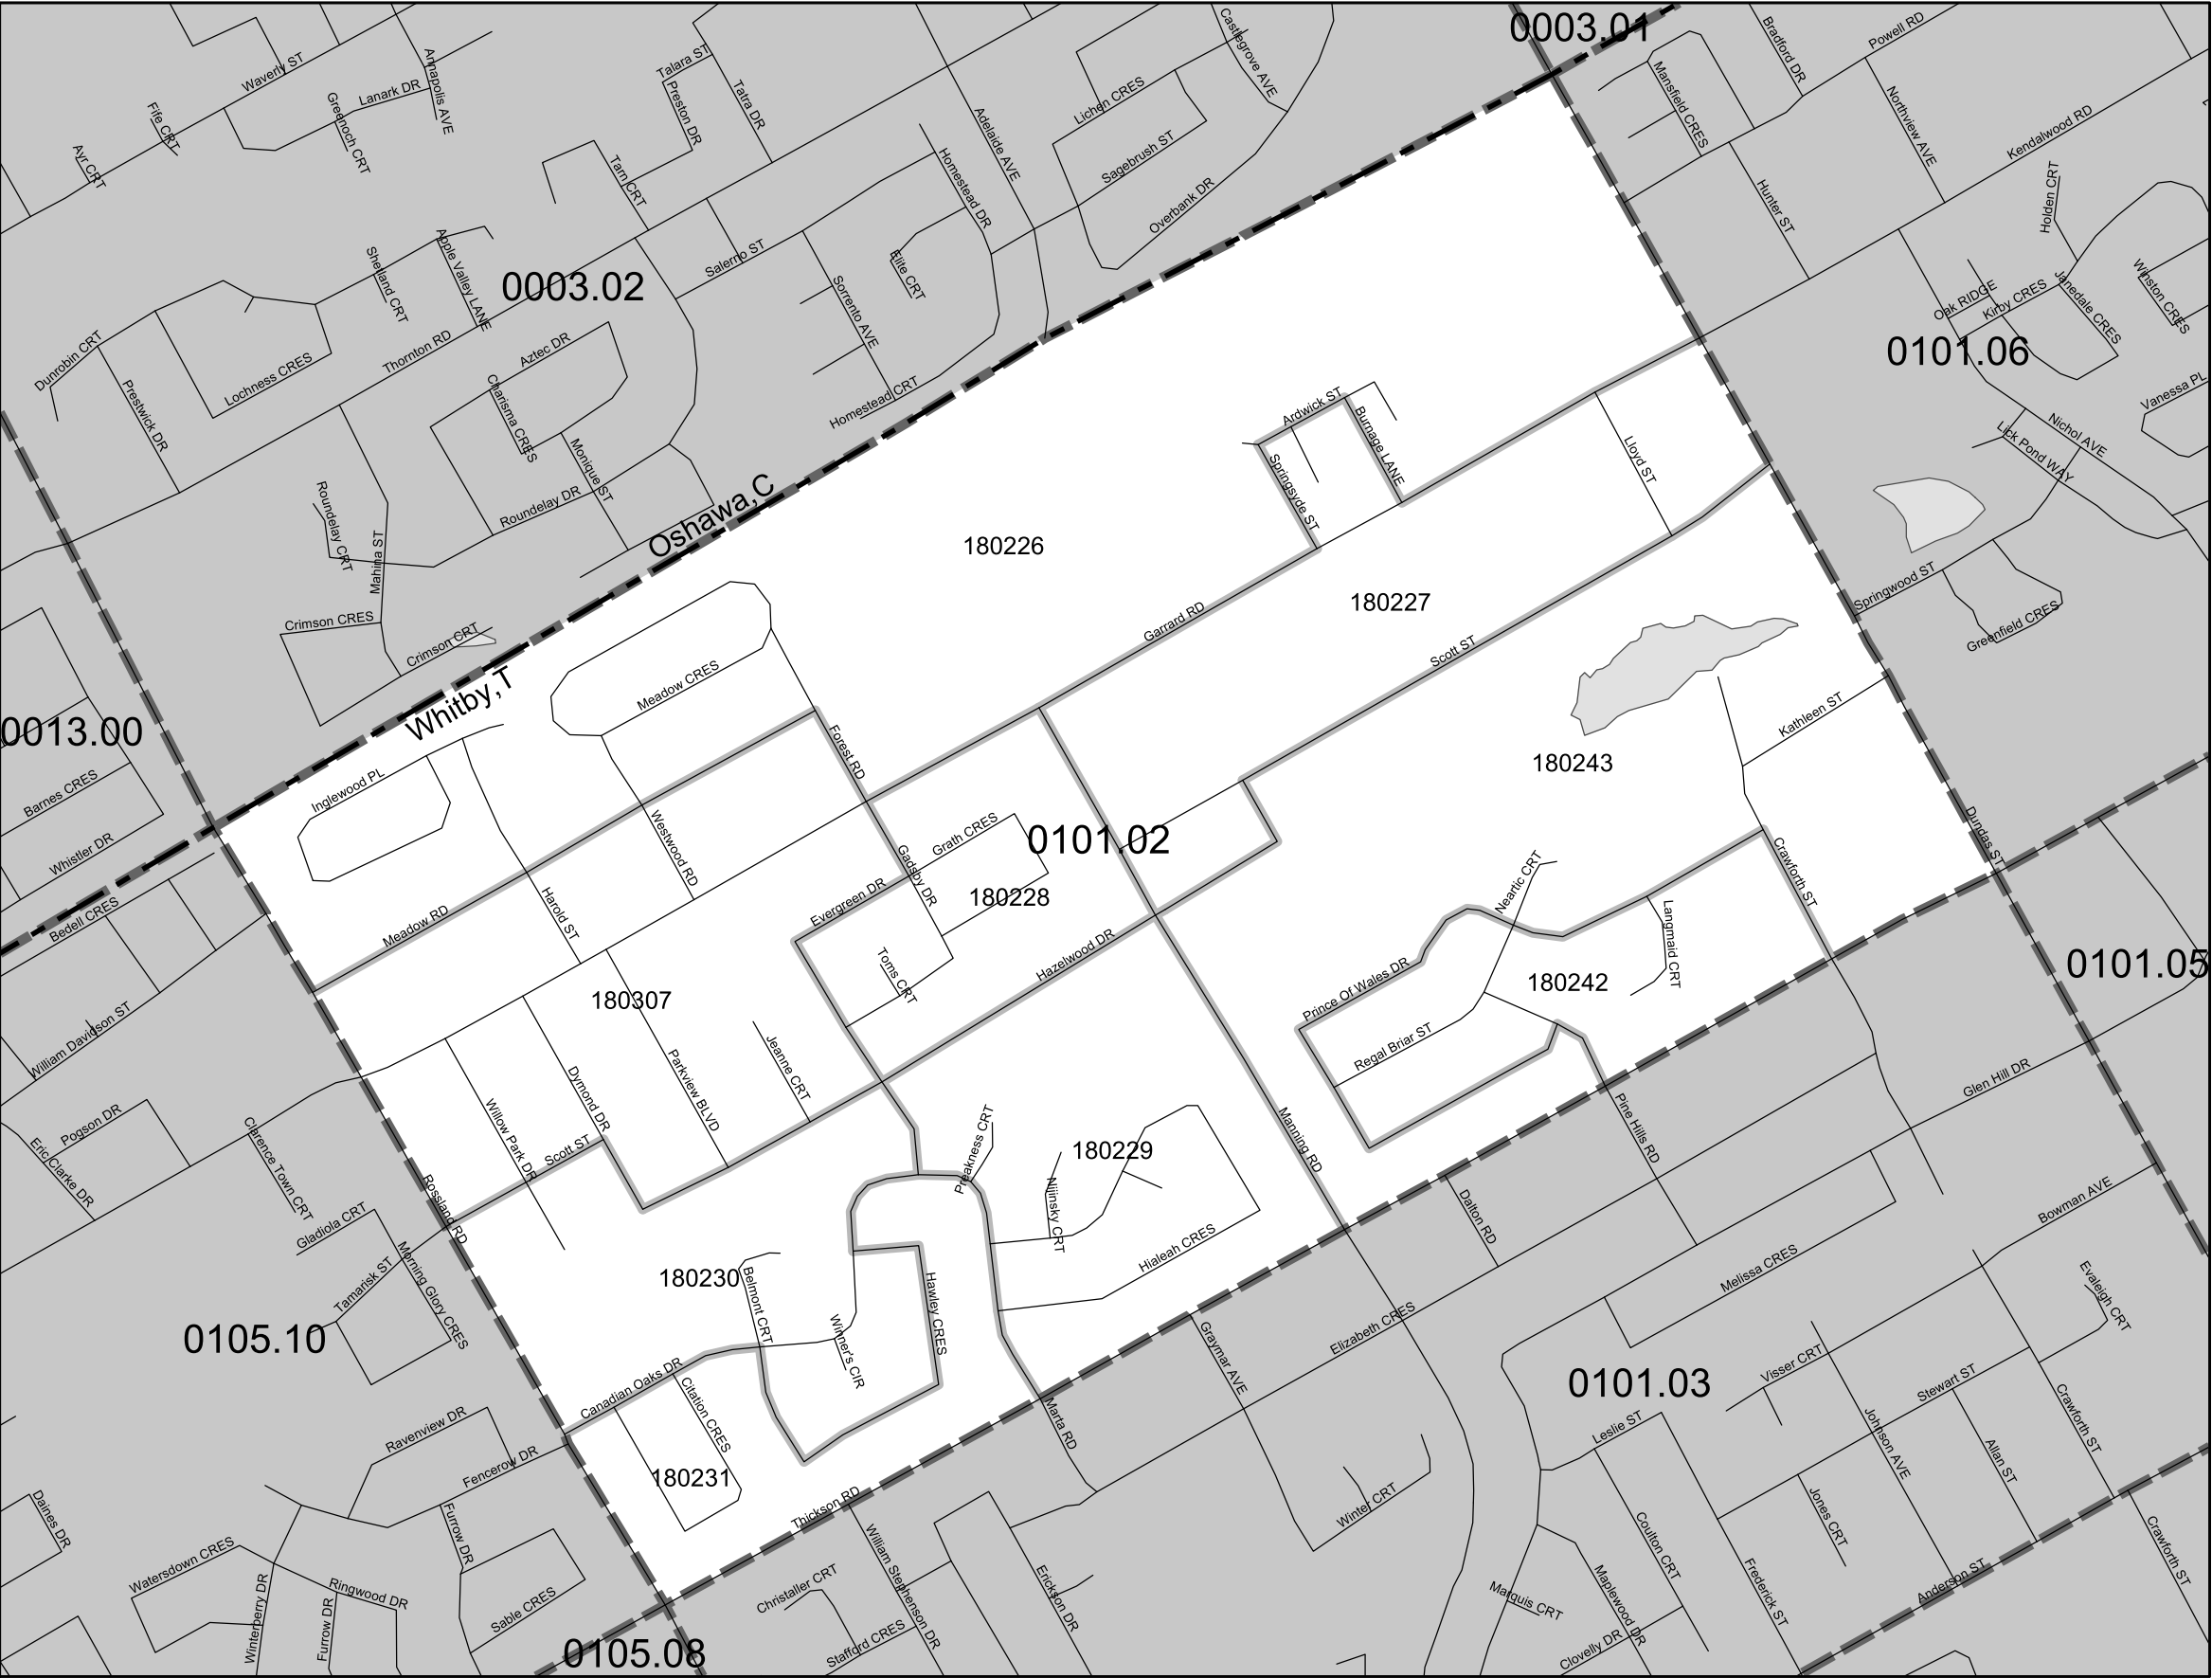 0003.01
Castlegrove AVE
Bradford DR
Powell RD
Annapolis AVE
Waverly ST
Talara ST
Mansfield CRES
Lanark DR
Greenoch CRT
Fife CRT
Preston DR
Tatra DR
Lichen CRES
Adelaide AVE
Northview AVE
Kendalwood RD
Ayr CRT
Tarn CRT
Homestead DR
Sagebrush ST
Overbank DR
Hunter ST
Holden CRT
Apple Valley LANE
Shetland CRT
0003.02
Salerno ST
Elite CRT
Sorrento AVE
Winston CRES
Janedale CRES
Oak RIDGE
Kirby CRES
0101.06
Dunrobin CRT
Thornton RD
Aztec DR
Lochness CRES
Prestwick DR
Charisma CRES
Homestead CRT
Vanessa PL
Ardwick ST
Burnage LANE
Nichol AVE
Lick Pond WAY
Lloyd ST
Springsyde ST
Monique ST
Roundelay DR
Roundelay CRT
Oshawa,C
180226
Mahina ST
Springwood ST
180227
Garrard RD
Greenfield CRES
Crimson CRES
Crimson CRT
Scott ST
Meadow CRES
Whitby,T
0013.00
Kathleen ST
Forest RD
180243
Barnes CRES
Inglewood PL
0101.02
Dundas ST
Grath CRES
Westwood RD
Whistler DR
Gadsby DR
Crawforth ST
Neartic CRT
180228
Evergreen DR
Bedell CRES
Harold ST
Meadow RD
Langmaid CRT
Hazelwood DR
0101.05
Toms CRT
Prince Of Wales DR
180242
180307
William Davidson ST
Regal Briar ST
Jeanne CRT
Parkview BLVD
Dymond DR
Glen Hill DR
Pogson DR
Willow Park DR
Eric Clarke DR
Clarence Town CRT
Scott ST
Preakness CRT
180229
Manning RD
Pine Hills RD
Rossland RD
Nijinsky CRT
Dalton RD
Bowman AVE
Gladiola CRT
Hialeah CRES
Morning Glory CRES
Tamarisk ST
180230
Belmont CRT
Hawley CRES
Melissa CRES
Evaleigh CRT
0105.10
Winner's CIR
Elizabeth CRES
Graymar AVE
Visser CRT
0101.03
Canadian Oaks DR
Citation CRES
Stewart ST
Crawforth ST
Marta RD
Leslie ST
Johnson AVE
Ravenview DR
Fencerow DR
180231
Allan ST
Thickson RD
Winter CRT
Jones CRT
Daines DR
Furrow DR
William Stephenson DR
Coulton CRT
Crawforth ST
Watersdown CRES
Christaller CRT
Erickson DR
Frederick ST
Anderson ST
Maplewood DR
Marquis CRT
Ringwood DR
Winterberry DR
Furrow DR
Sable CRES
0105.08
Stafford CRES
Clovelly DR